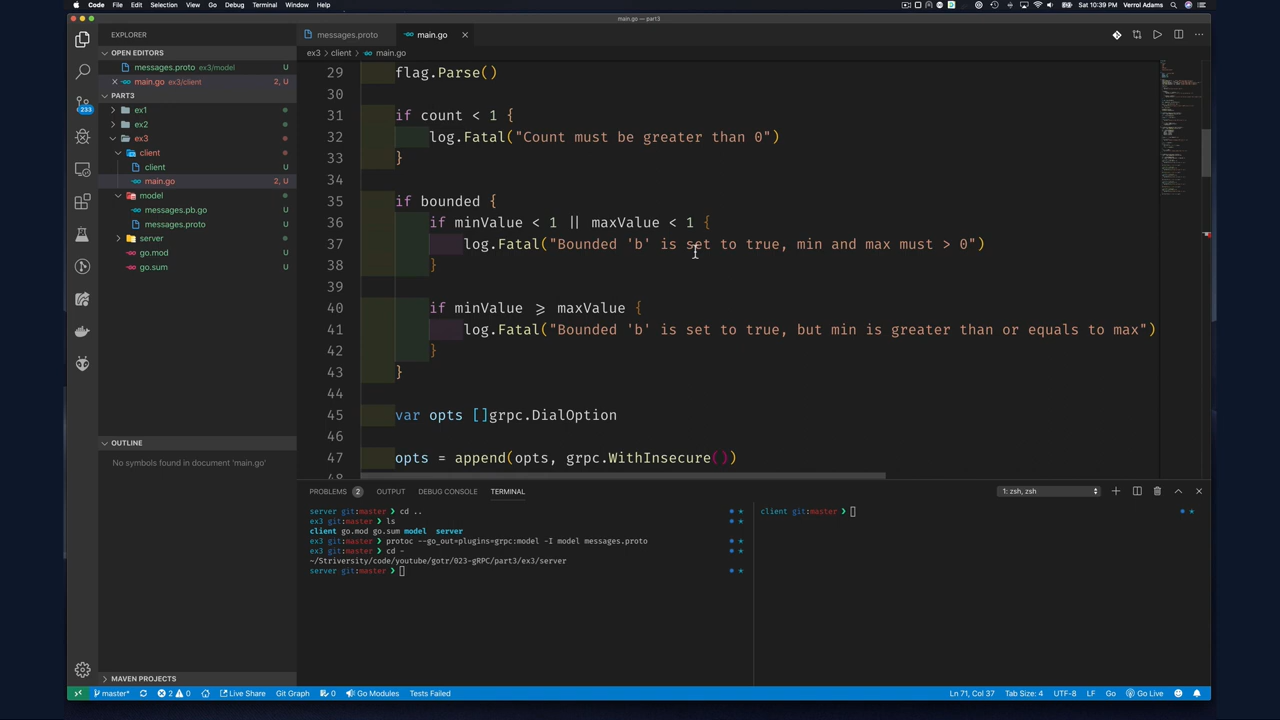 Code File Edit Selection View Go Debug Terminal Window Help
Sat 10:39 PM Verrol Adams
main.go — part3
EXPLORER
OPEN EDITORS
messages.proto ex3/model U
main.go ex3/client 2, U
PART3
ex1
ex2
ex3
client
client U
main.go 2, U
model
messages.pb.go U
messages.proto U
server
go.mod U
go.sum U
OUTLINE
No symbols found in document 'main.go'
MAVEN PROJECTS
233
messages.proto main.go
ex3 client main.go
29 flag.Parse()
30
31 if count < 1 {
32 log.Fatal("Count must be greater than 0")
33 }
34
35 if bounded {
36 if minValue < 1 || maxValue < 1 {
37 log.Fatal("Bounded 'b' is set to true, min and max must > 0")
38 }
39
40 if minValue ⩾ maxValue {
41 log.Fatal("Bounded 'b' is set to true, but min is greater than or equals to max")
42 }
43 }
44
45 var opts []grpc.DialOption
46
47 opts = append(opts, grpc.WithInsecure())
48
PROBLEMS 2 OUTPUT DEBUG CONSOLE TERMINAL
1: zsh, zsh
server git:master cd ..
ex3 git:master ls
client go.mod go.sum model server
ex3 git:master protoc --go_out=plugins=grpc:model -I model messages.proto
ex3 git:master cd -
~/Striversity/code/youtube/gotr/023-gRPC/part3/ex3/server
server git:master
client git:master
master* 2 0 Live Share Git Graph 0 Go Modules Tests Failed
Ln 71, Col 37 Tab Size: 4 UTF-8 LF Go Go Live